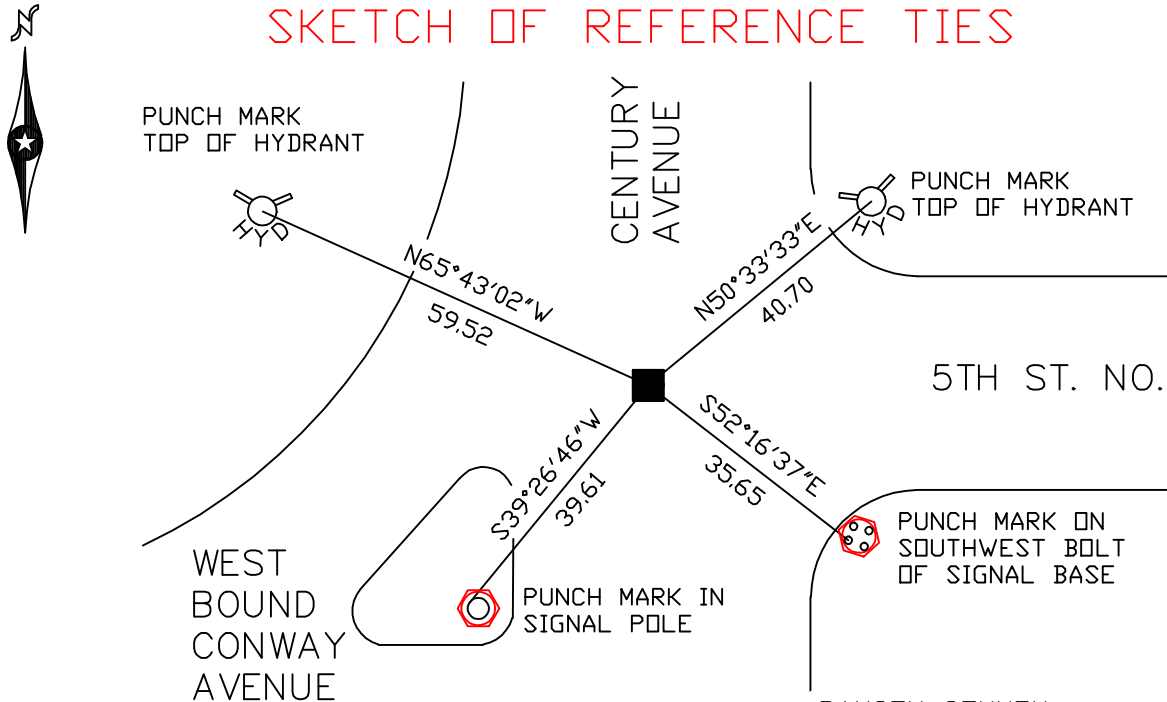 N
SKETCH OF REFERENCE TIES
PUNCH MARK
TOP OF HYDRANT
HYD
CENTURY
AVENUE
HYD
PUNCH MARK
TOP OF HYDRANT
N65°43'02"W
59.52
N50°33'33"E
40.70
5TH ST. NO.
S39°26'46"W
39.61
S52°16'37"E
35.65
WEST
BOUND
CONWAY
AVENUE
PUNCH MARK IN
SIGNAL POLE
PUNCH MARK ON
SOUTHWEST BOLT
OF SIGNAL BASE